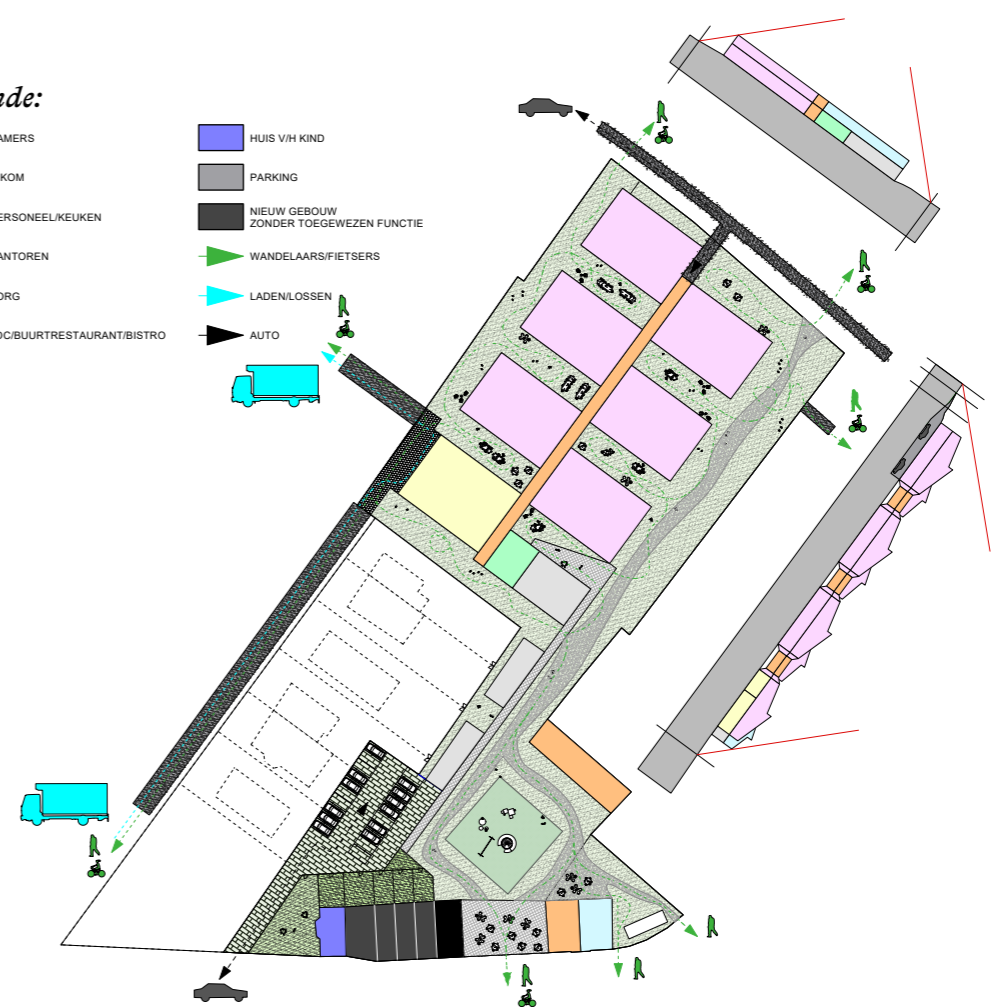 nde:
AMERS
KOM
ERSONEEL/KEUKEN
ANTOREN
ORG
OC/BUURTRESTAURANT/BISTRO
HUIS V/H KIND
PARKING
NIEUW GEBOUW
ZONDER TOEGEWEZEN FUNCTIE
WANDELAARS/FIETSERS
LADEN/LOSSEN
AUTO